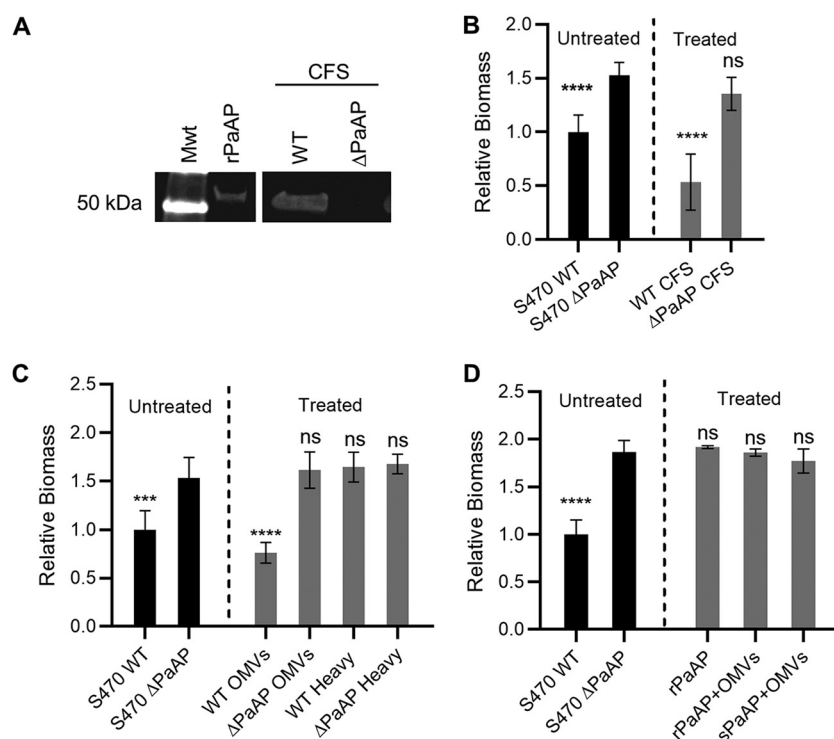 A
CFS
Mwt
rPaAP
WT
ΔPaAP
50 kDa
B
Untreated
Treated
Relative Biomass
2.0
1.5
1.0
0.5
0.0
****
****
ns
S470 WT
S470 ΔPaAP
WT CFS
ΔPaAP CFS
C
Untreated
Treated
Relative Biomass
2.5
2.0
1.5
1.0
0.5
0.0
***
****
ns
ns
ns
S470 WT
S470 ΔPaAP
WT OMVs
ΔPaAP OMVs
WT Heavy
ΔPaAP Heavy
D
Untreated
Treated
Relative Biomass
2.5
2.0
1.5
1.0
0.5
0.0
****
ns
ns
ns
S470 WT
S470 ΔPaAP
rPaAP
rPaAP+OMVs
sPaAP+OMVs